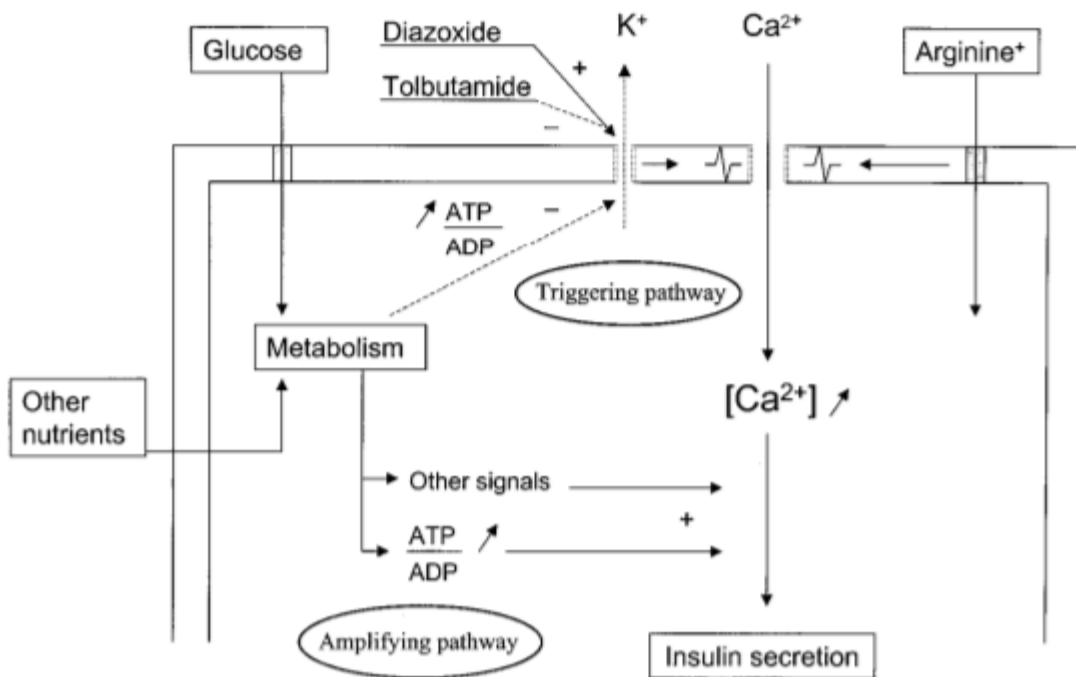 Glucose
Diazoxide
+
Tolbutamide
–
K⁺
Ca²⁺
Arginine⁺
ATP
ADP
–
Triggering pathway
Metabolism
Other
nutrients
[Ca²⁺]
Other signals
+
ATP
ADP
Amplifying pathway
Insulin secretion